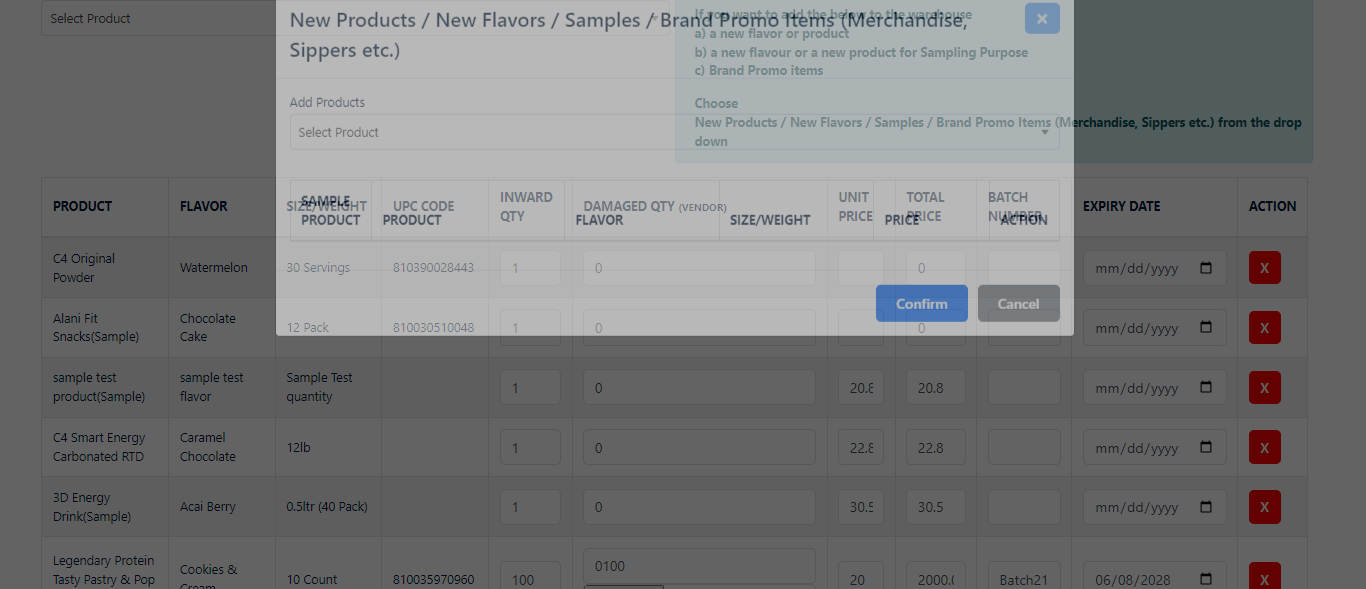 Select Product
New Products / New Flavors / Samples / Brand Promo Items (Merchandise,
Sippers etc.)
×
If you want to add the below to the warehouse
a) a new flavor or product
b) a new flavour or a new product for Sampling Purpose
c) Brand Promo items
Choose
New Products / New Flavors / Samples / Brand Promo Items (Merchandise, Sippers etc.) from the drop
down
Add Products
Select Product
SAMPLE PRODUCT PRODUCT FLAVOR SIZE/WEIGHT PRICE ACTION
Confirm Cancel
PRODUCT FLAVOR SIZE/WEIGHT UPC CODE INWARD QTY DAMAGED QTY (VENDOR) UNIT PRICE TOTAL PRICE BATCH NUMBER EXPIRY DATE ACTION
C4 Original
Powder Watermelon 30 Servings 810390028443 1 0 0 mm/dd/yyyy X
Alani Fit
Snacks(Sample) Chocolate
Cake 12 Pack 810030510048 1 0 0 mm/dd/yyyy X
sample test
product(Sample) sample test
flavor Sample Test
quantity 1 0 20.8 20.8 mm/dd/yyyy X
C4 Smart Energy
Carbonated RTD Caramel
Chocolate 12lb 1 0 22.8 22.8 mm/dd/yyyy X
3D Energy
Drink(Sample) Acai Berry 0.5ltr (40 Pack) 1 0 30.5 30.5 mm/dd/yyyy X
Legendary Protein
Tasty Pastry & Pop Cookies &
Cream 10 Count 810035970960 100 0100 20 2000.( Batch21 06/08/2028 X